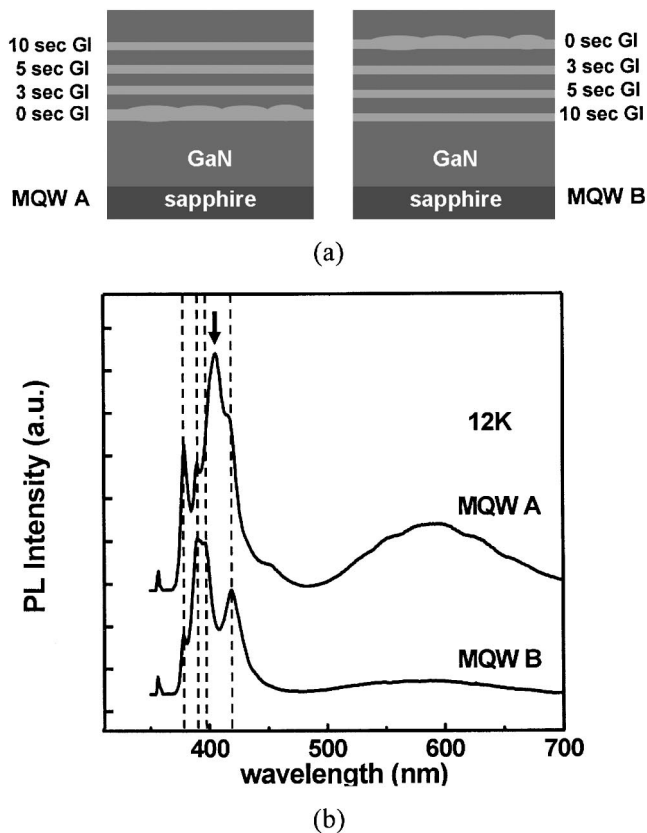 10 sec GI
5 sec GI
3 sec GI
0 sec GI
GaN
MQW A
sapphire
0 sec GI
3 sec GI
5 sec GI
10 sec GI
GaN
sapphire
MQW B
(a)
PL Intensity (a.u.)
12K
MQW A
MQW B
400
500
600
700
wavelength (nm)
(b)